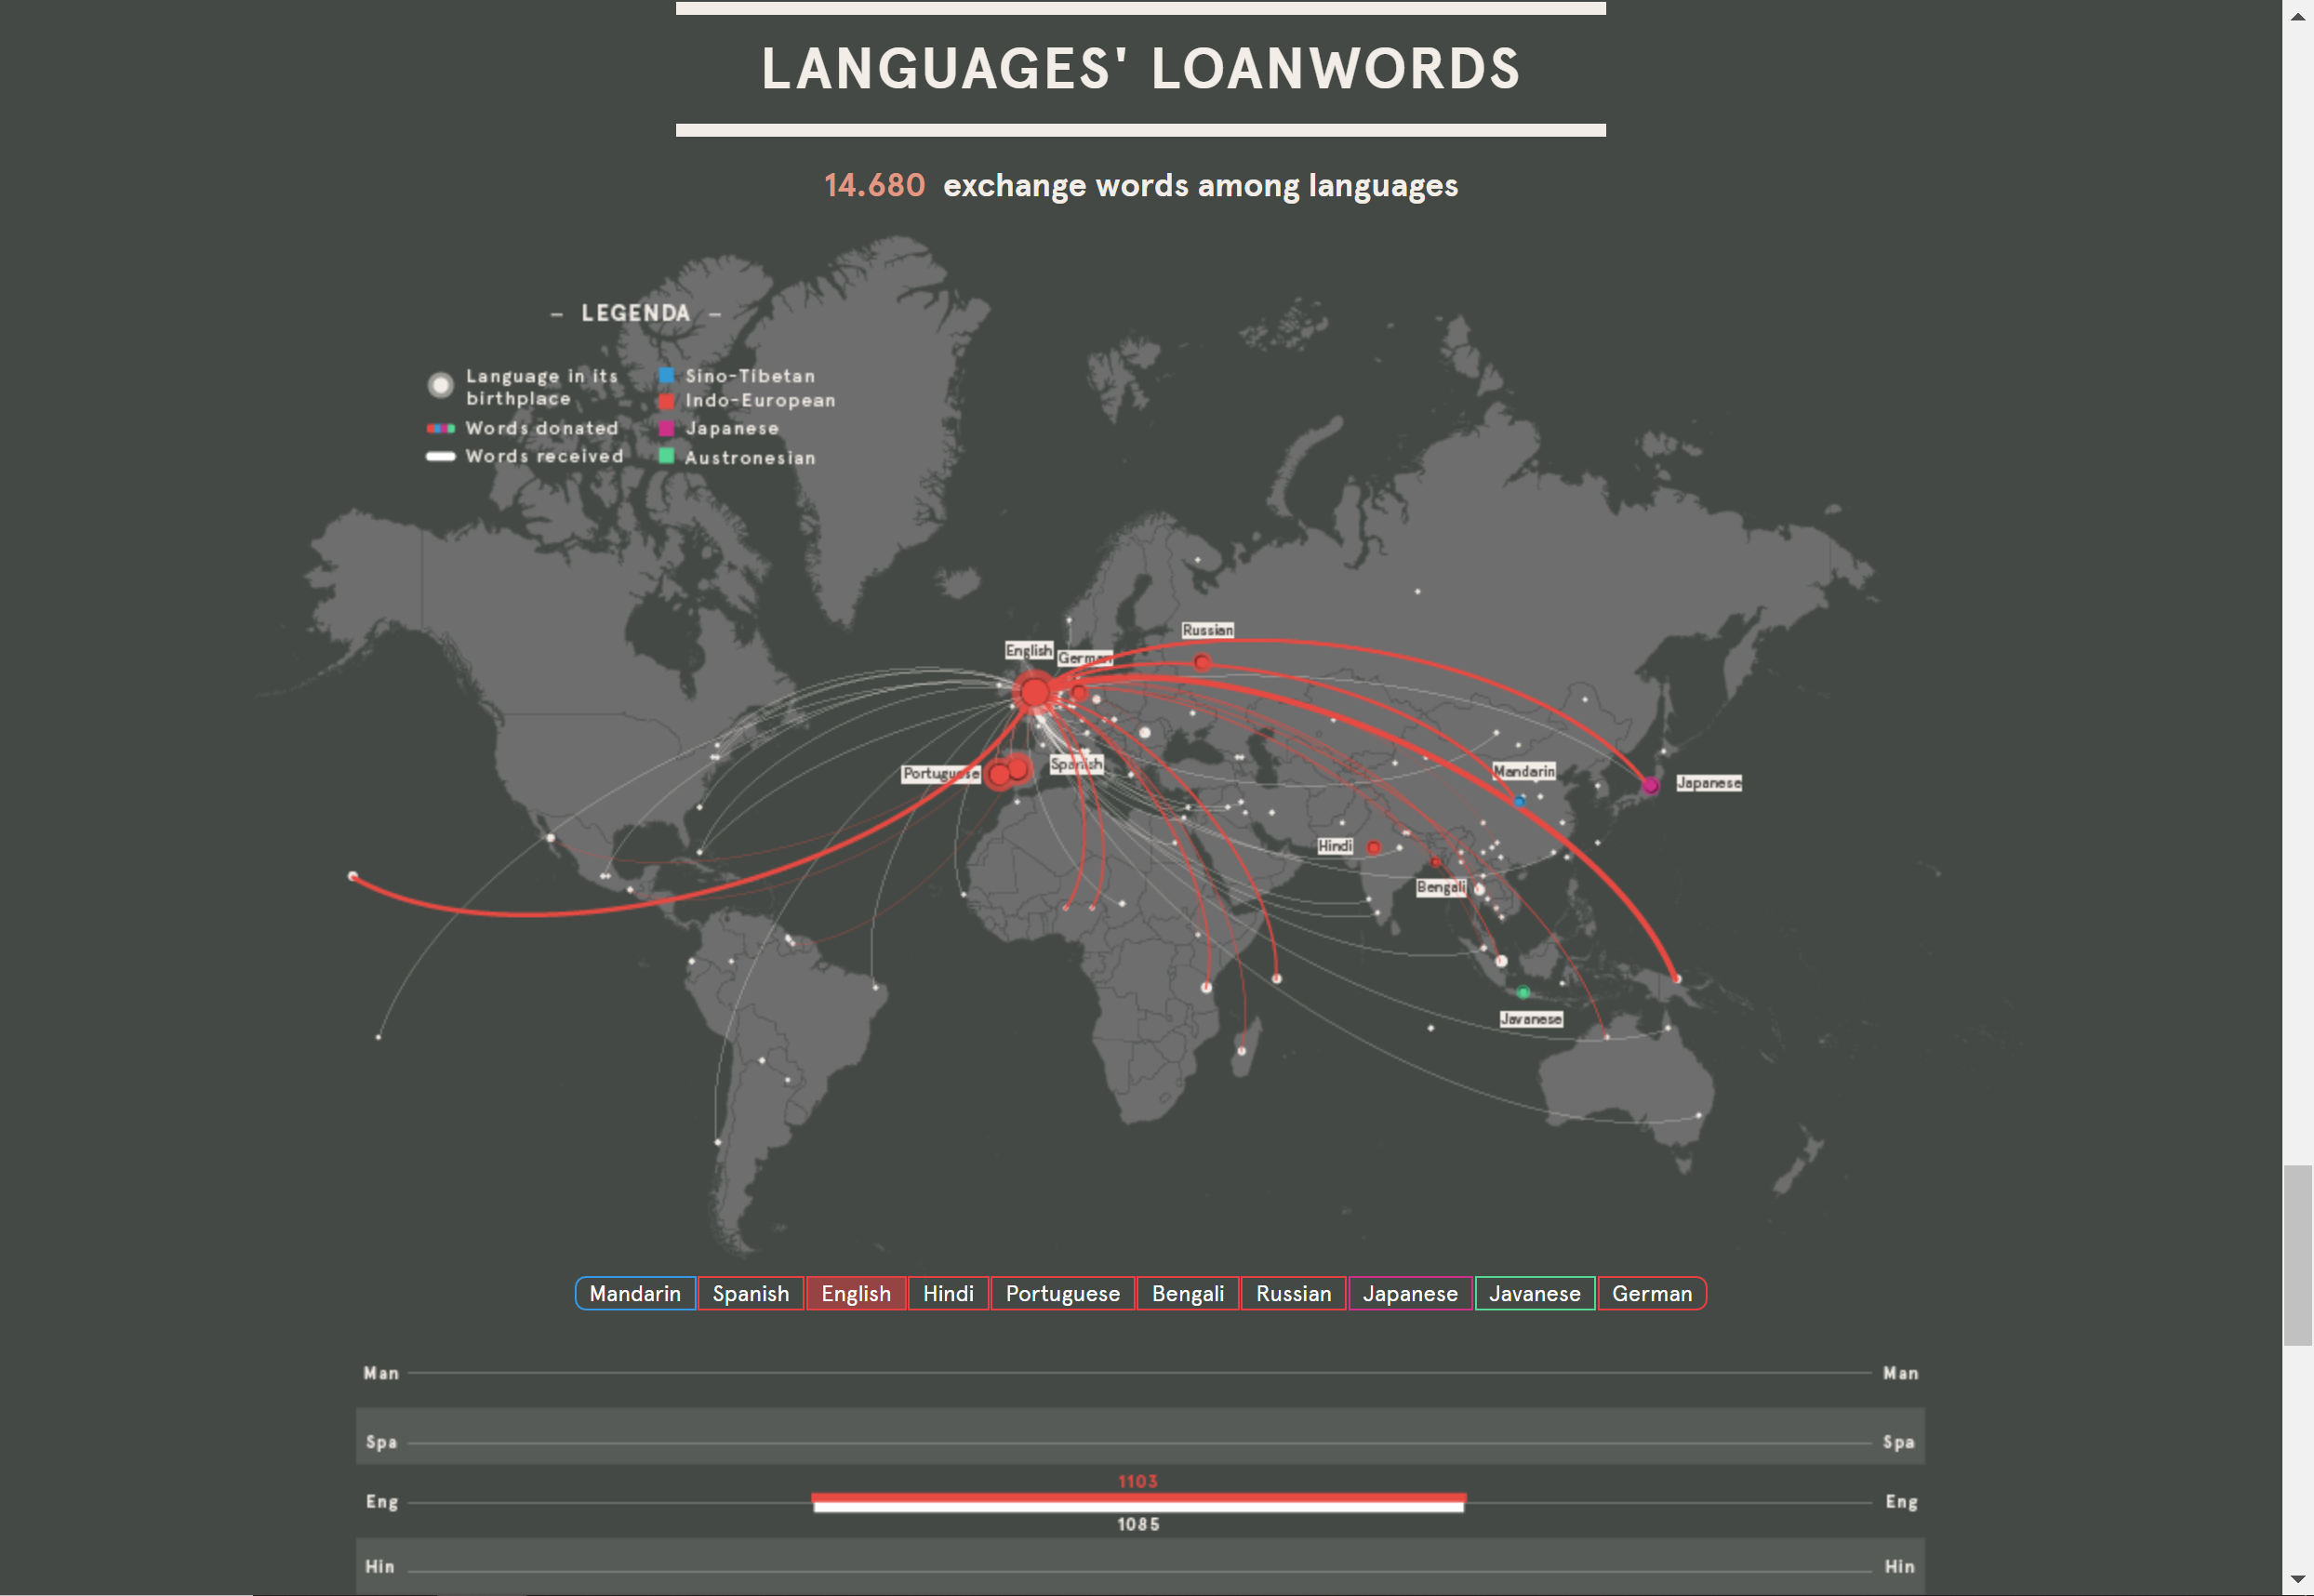 LANGUAGES' LOANWORDS
14.680 exchange words among languages
– LEGENDA –
Language in its
birthplace
Words donated
Words received
Sino-Tibetan
Indo-European
Japanese
Austronesian
Russian
English
German
Portuguese
Spanish
Mandarin
Japanese
Hindi
Bengali
Javanese
Mandarin Spanish English Hindi Portuguese Bengali Russian Japanese Javanese German
Man Man
Spa Spa
1103
Eng Eng
1085
Hin Hin